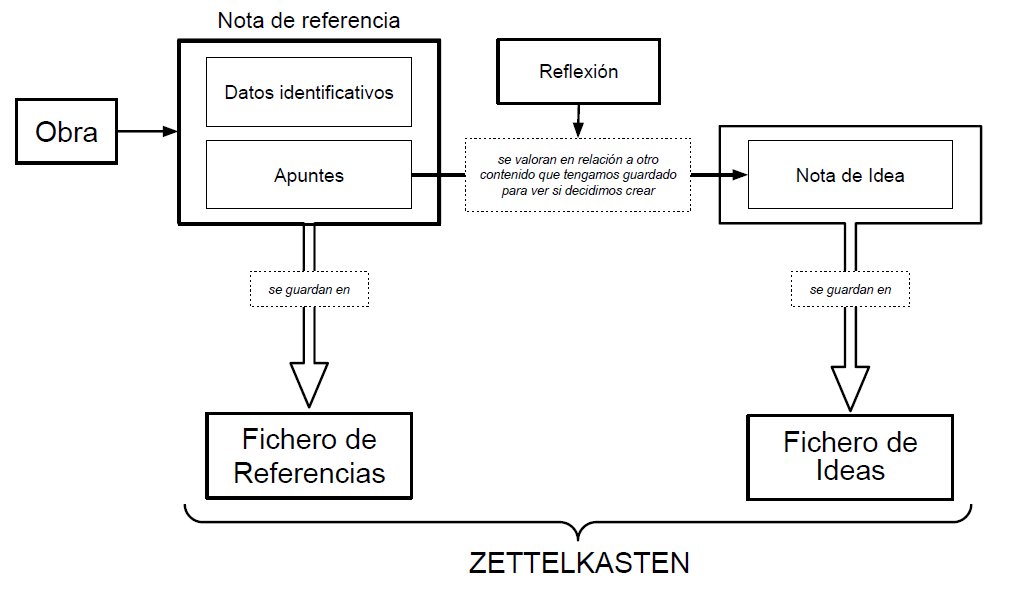 Nota de referencia
Obra
Datos identificativos
Apuntes
Reflexión
se valoran en relación a otro
contenido que tengamos guardado
para ver si decidimos crear
Nota de Idea
se guardan en
se guardan en
Fichero de
Referencias
Fichero de
Ideas
ZETTELKASTEN